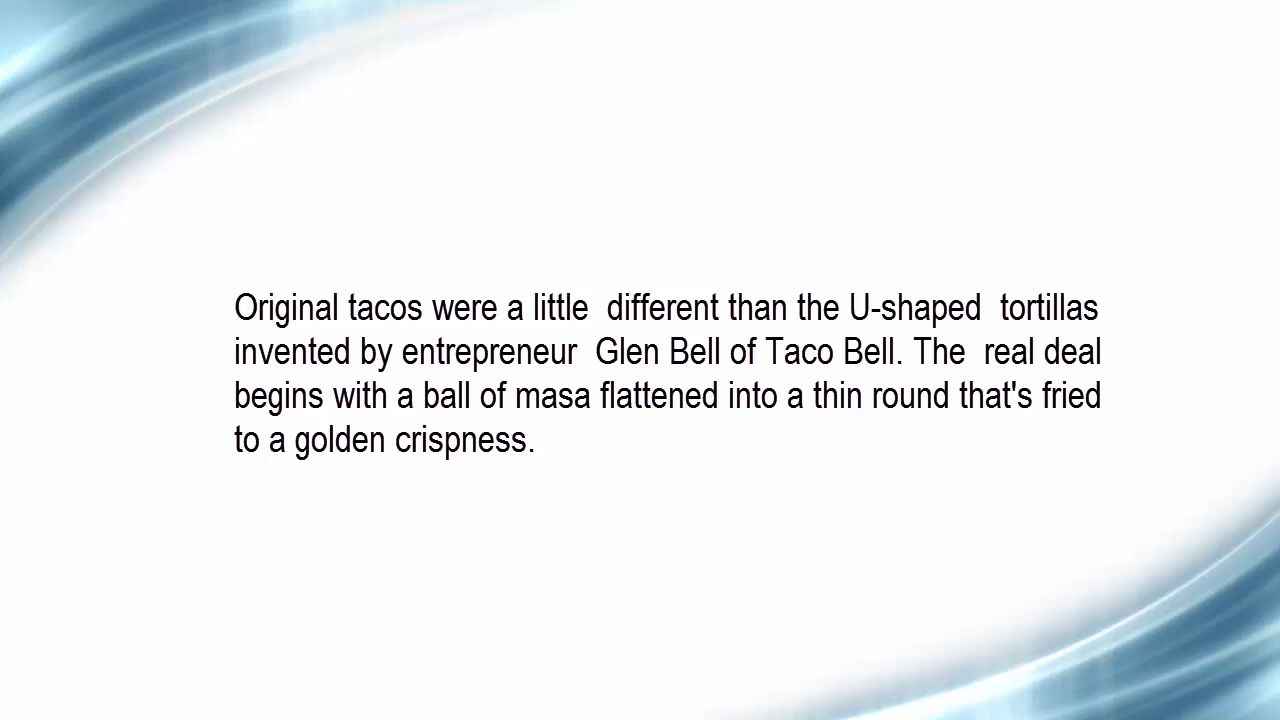 Original tacos were a little  different than the U-shaped  tortillas
invented by entrepreneur  Glen Bell of Taco Bell. The  real deal
begins with a ball of masa flattened into a thin round that's fried
to a golden crispness.